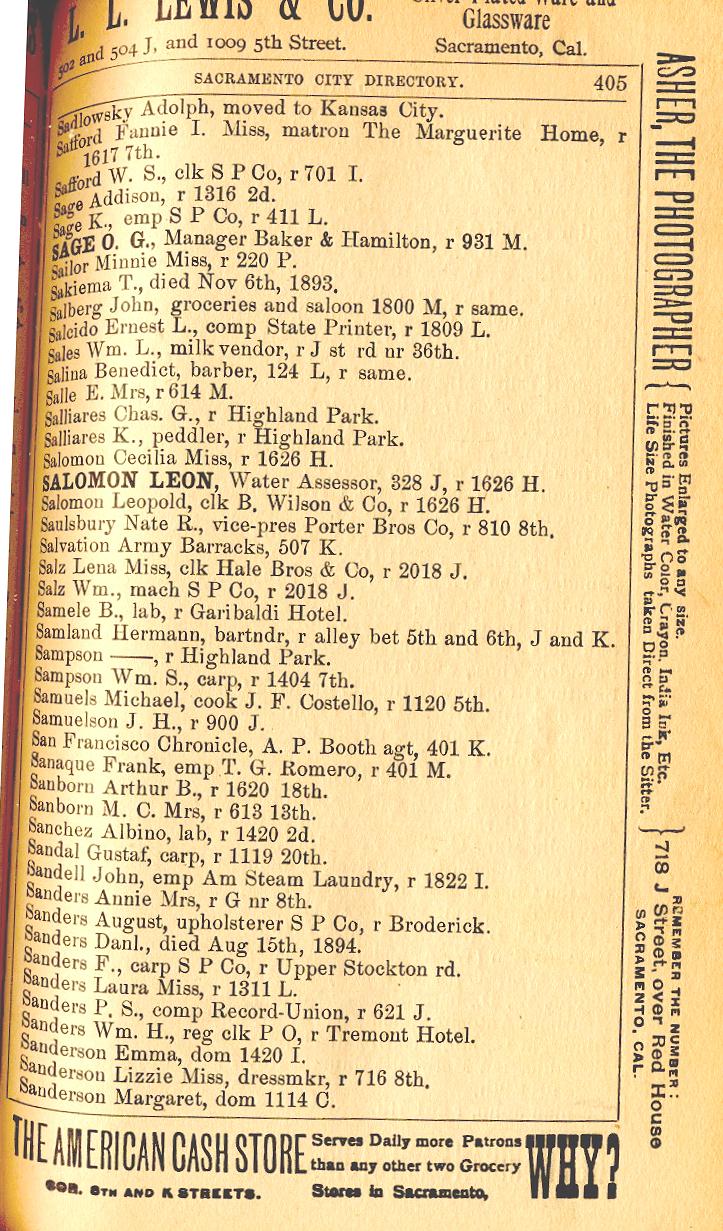 L. L. LEWIS & CO.
Silver Plated Ware and
Glassware
502 and 504 J, and 1009 5th Street.
Sacramento, Cal.
SACRAMENTO CITY DIRECTORY. 405
Sadlowsky Adolph, moved to Kansas City.
Safford Fannie I. Miss, matron The Marguerite Home, r
1617 7th.
Safford W. S., clk S P Co, r 701 I.
Sage Addison, r 1316 2d.
Sage K., emp S P Co, r 411 L.
SAGE O. G., Manager Baker & Hamilton, r 931 M.
Sailor Minnie Miss, r 220 P.
Sakiema T., died Nov 6th, 1893.
Salberg John, groceries and saloon 1800 M, r same.
Salcido Ernest L., comp State Printer, r 1809 L.
Sales Wm. L., milk vendor, r J st rd nr 36th.
Salina Benedict, barber, 124 L, r same.
Salle E. Mrs, r 614 M.
Salliares Chas. G., r Highland Park.
Salliares K., peddler, r Highland Park.
Salomon Cecilia Miss, r 1626 H.
SALOMON LEON, Water Assessor, 328 J, r 1626 H.
Salomon Leopold, clk B. Wilson & Co, r 1626 H.
Saulsbury Nate R., vice-pres Porter Bros Co, r 810 8th.
Salvation Army Barracks, 507 K.
Salz Lena Miss, clk Hale Bros & Co, r 2018 J.
Salz Wm., mach S P Co, r 2018 J.
Samele B., lab, r Garibaldi Hotel.
Samland Hermann, bartndr, r alley bet 5th and 6th, J and K.
Sampson ——, r Highland Park.
Sampson Wm. S., carp, r 1404 7th.
Samuels Michael, cook J. F. Costello, r 1120 5th.
Samuelson J. H., r 900 J.
San Francisco Chronicle, A. P. Booth agt, 401 K.
Sanaque Frank, emp T. G. Romero, r 401 M.
Sanborn Arthur B., r 1620 18th.
Sanborn M. C. Mrs, r 613 13th.
Sanchez Albino, lab, r 1420 2d.
Sandal Gustaf, carp, r 1119 20th.
Sandell John, emp Am Steam Laundry, r 1822 I.
Sanders Annie Mrs, r G nr 8th.
Sanders August, upholsterer S P Co, r Broderick.
Sanders Danl., died Aug 15th, 1894.
Sanders F., carp S P Co, r Upper Stockton rd.
Sanders Laura Miss, r 1311 L.
Sanders P. S., comp Record-Union, r 621 J.
Sanders Wm. H., reg clk P O, r Tremont Hotel.
Sanderson Emma, dom 1420 I.
Sanderson Lizzie Miss, dressmkr, r 716 8th.
Sanderson Margaret, dom 1114 C.
ASHER, THE PHOTOGRAPHER
Pictures Enlarged to any size.
Finished in Water Color, Crayon, India Ink, Etc.
Life Size Photographs taken Direct from the Sitter.
REMEMBER THE NUMBER:
718 J Street, over Red House
SACRAMENTO, CAL.
THE AMERICAN CASH STORE
COR. 8TH AND K STREETS.
Serves Daily more Patrons
than any other two Grocery
Stores in Sacramento,
WHY?